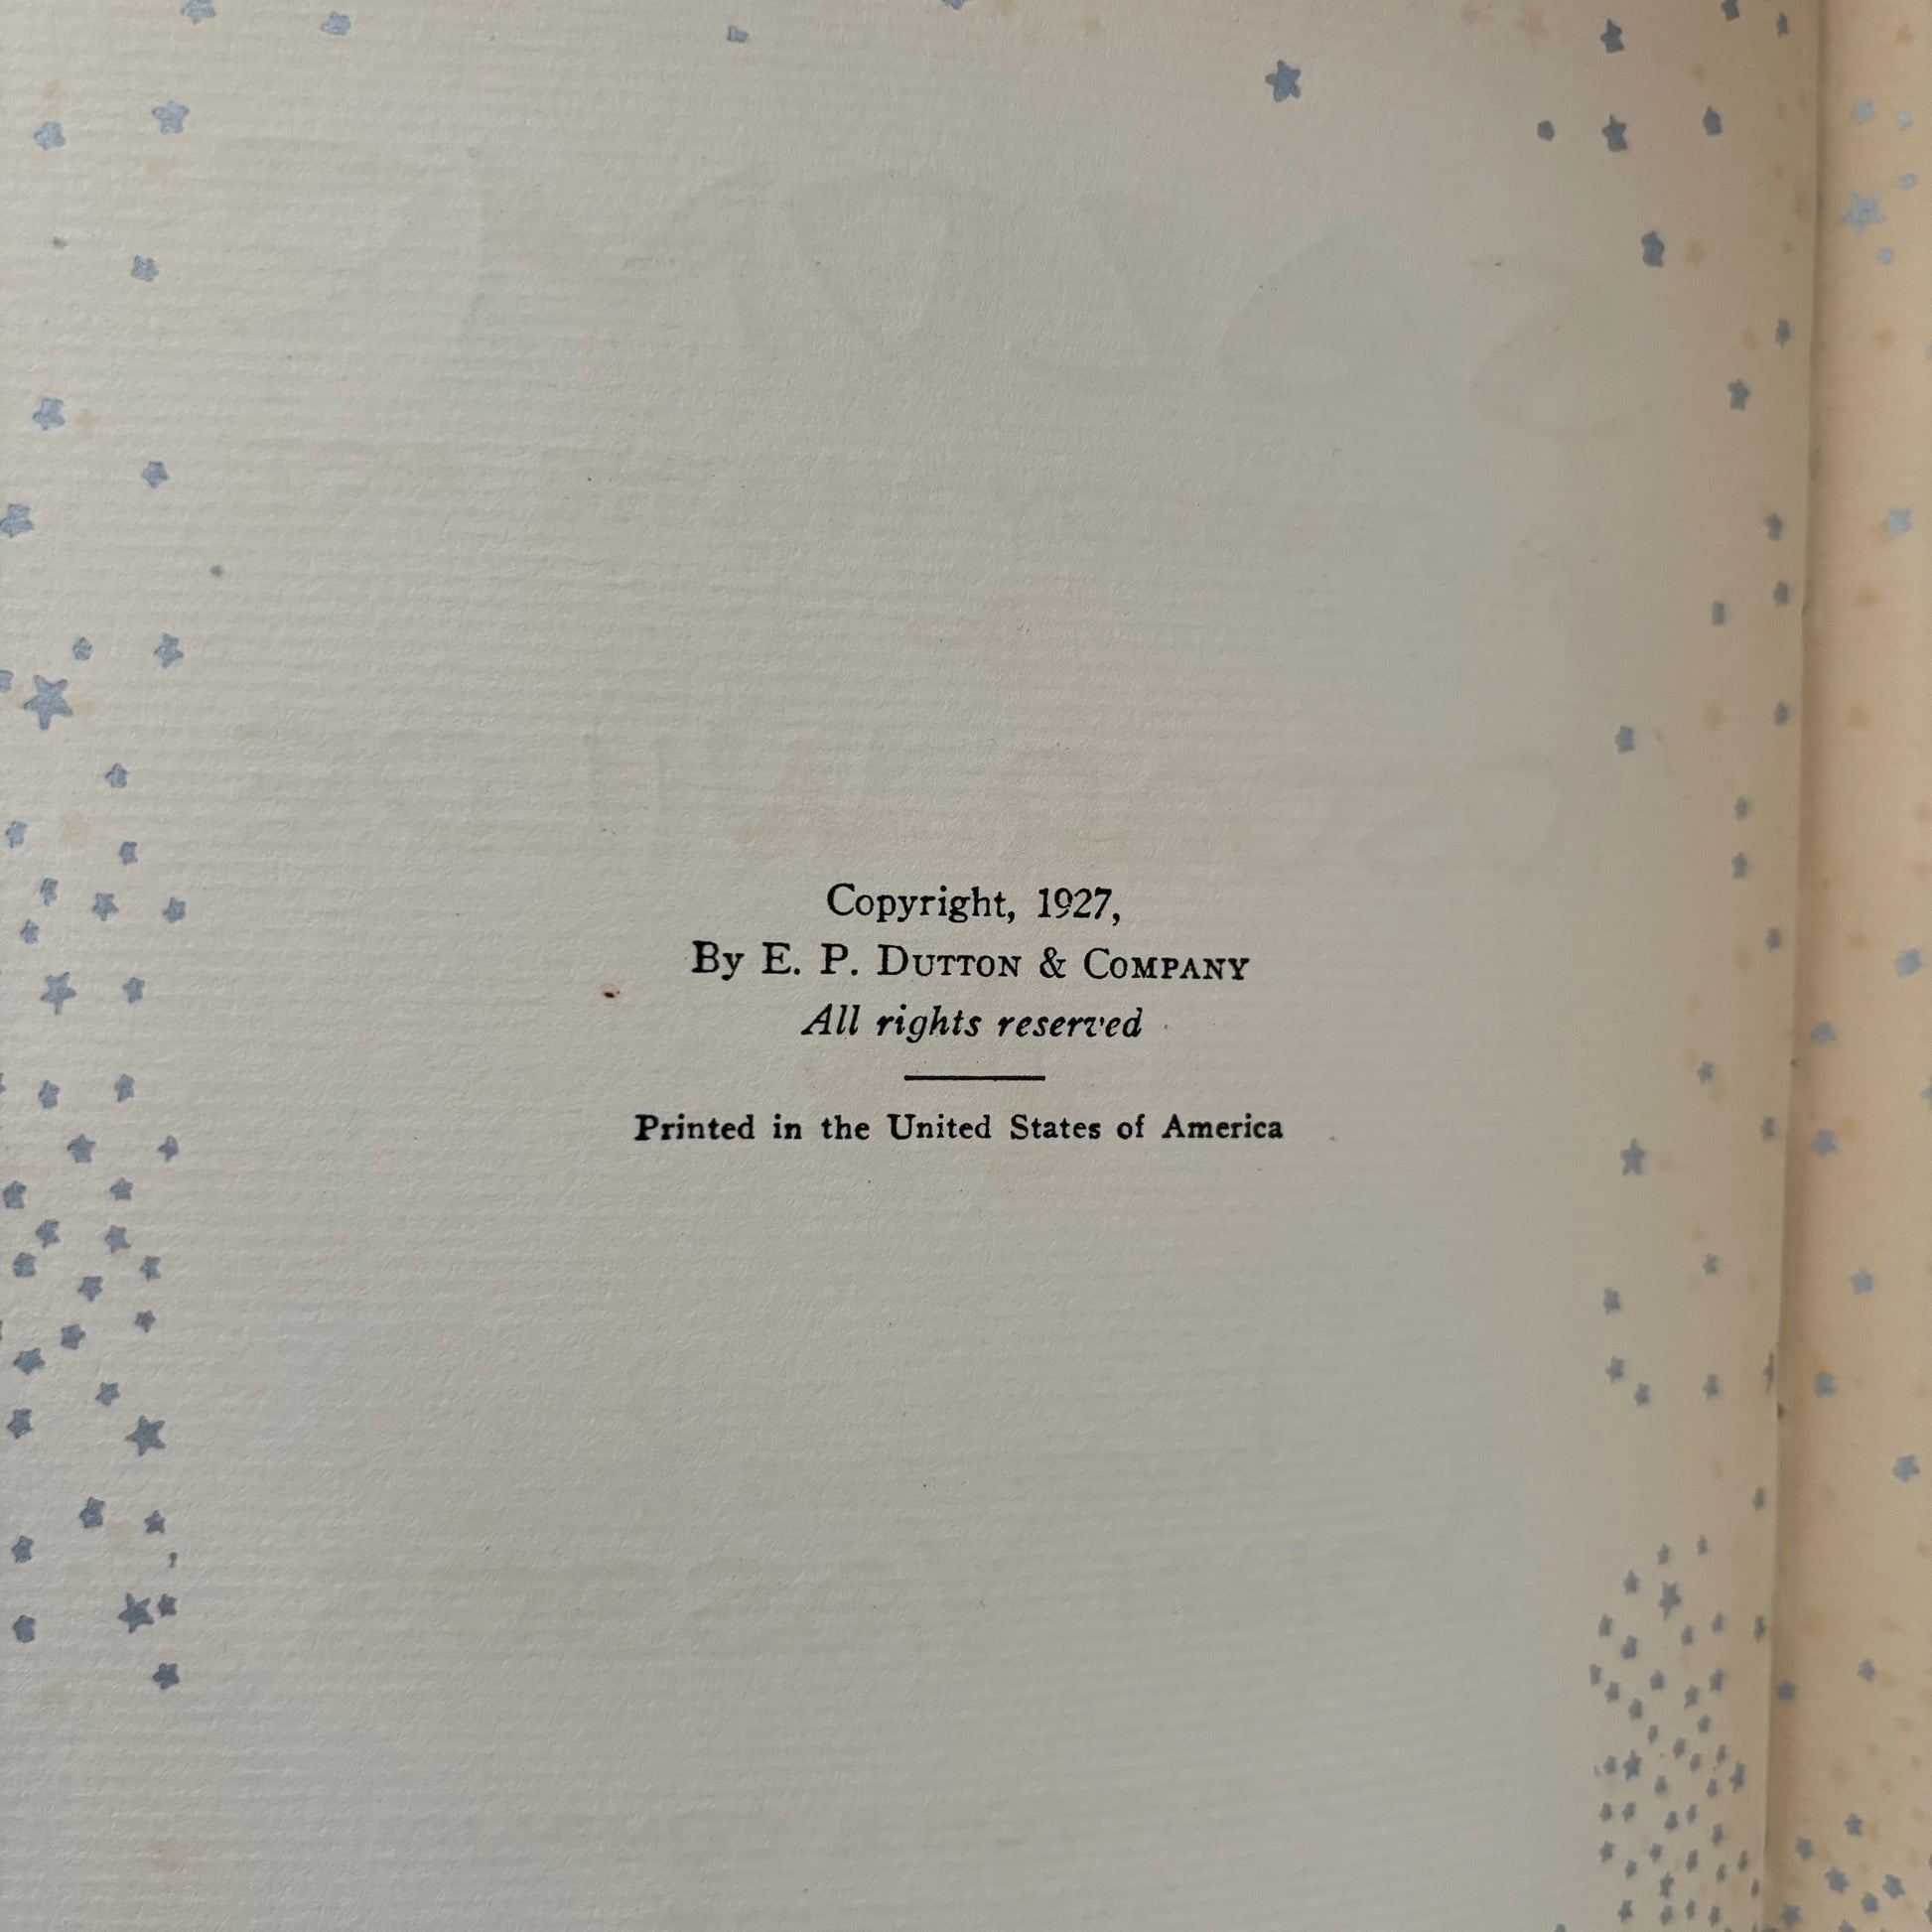 Copyright, 1927,
By E. P. DUTTON & COMPANY
All rights reserved
Printed in the United States of America